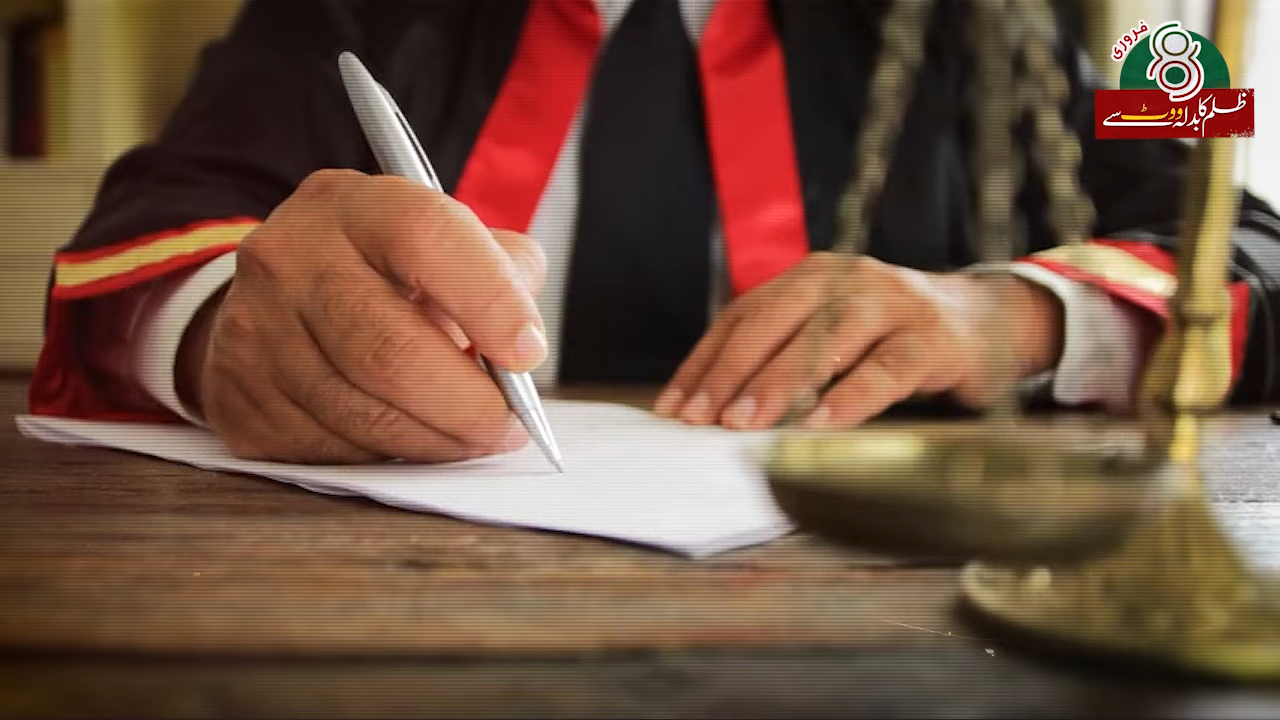 8 فروری
ظلم کا بدلہ ووٹ سے